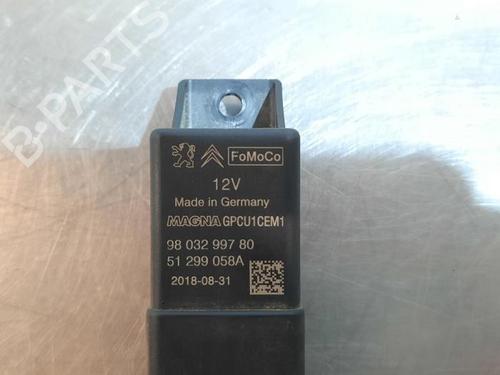 B-PARTS
FoMoCo
12V
Made in Germany
MAGNA GPCU1CEM1
98 032 997 80
51 299 058A
2018-08-31